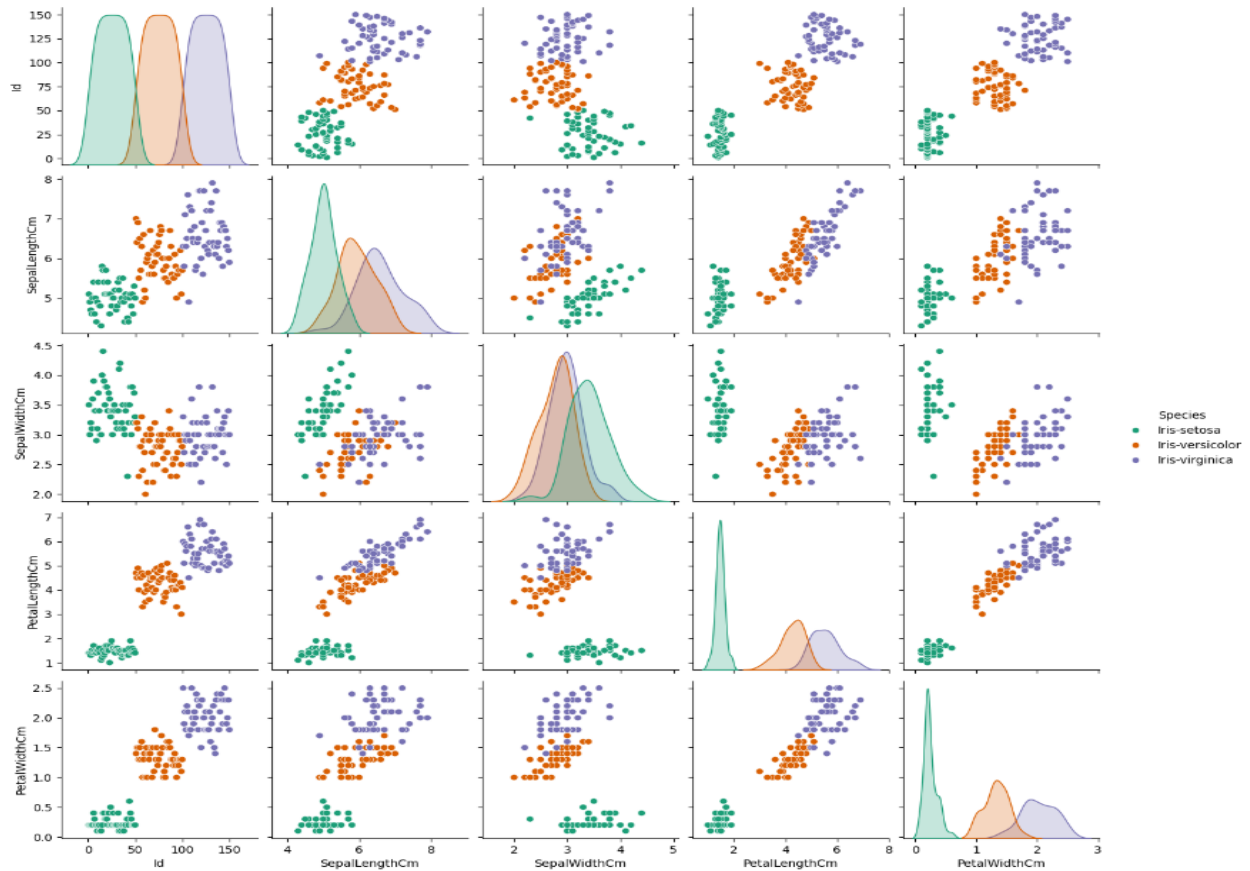 150
125
100
75
50
25
0
Id
8
7
6
5
SepalLengthCm
4.5
4.0
3.5
3.0
2.5
2.0
SepalWidthCm
7
6
5
4
3
2
1
PetalLengthCm
2.5
2.0
1.5
1.0
0.5
0.0
PetalWidthCm
0 50 100 150
Id
4 6 8
SepalLengthCm
2 3 4 5
SepalWidthCm
2 4 6 8
PetalLengthCm
0 1 2 3
PetalWidthCm
Species
Iris-setosa
Iris-versicolor
Iris-virginica